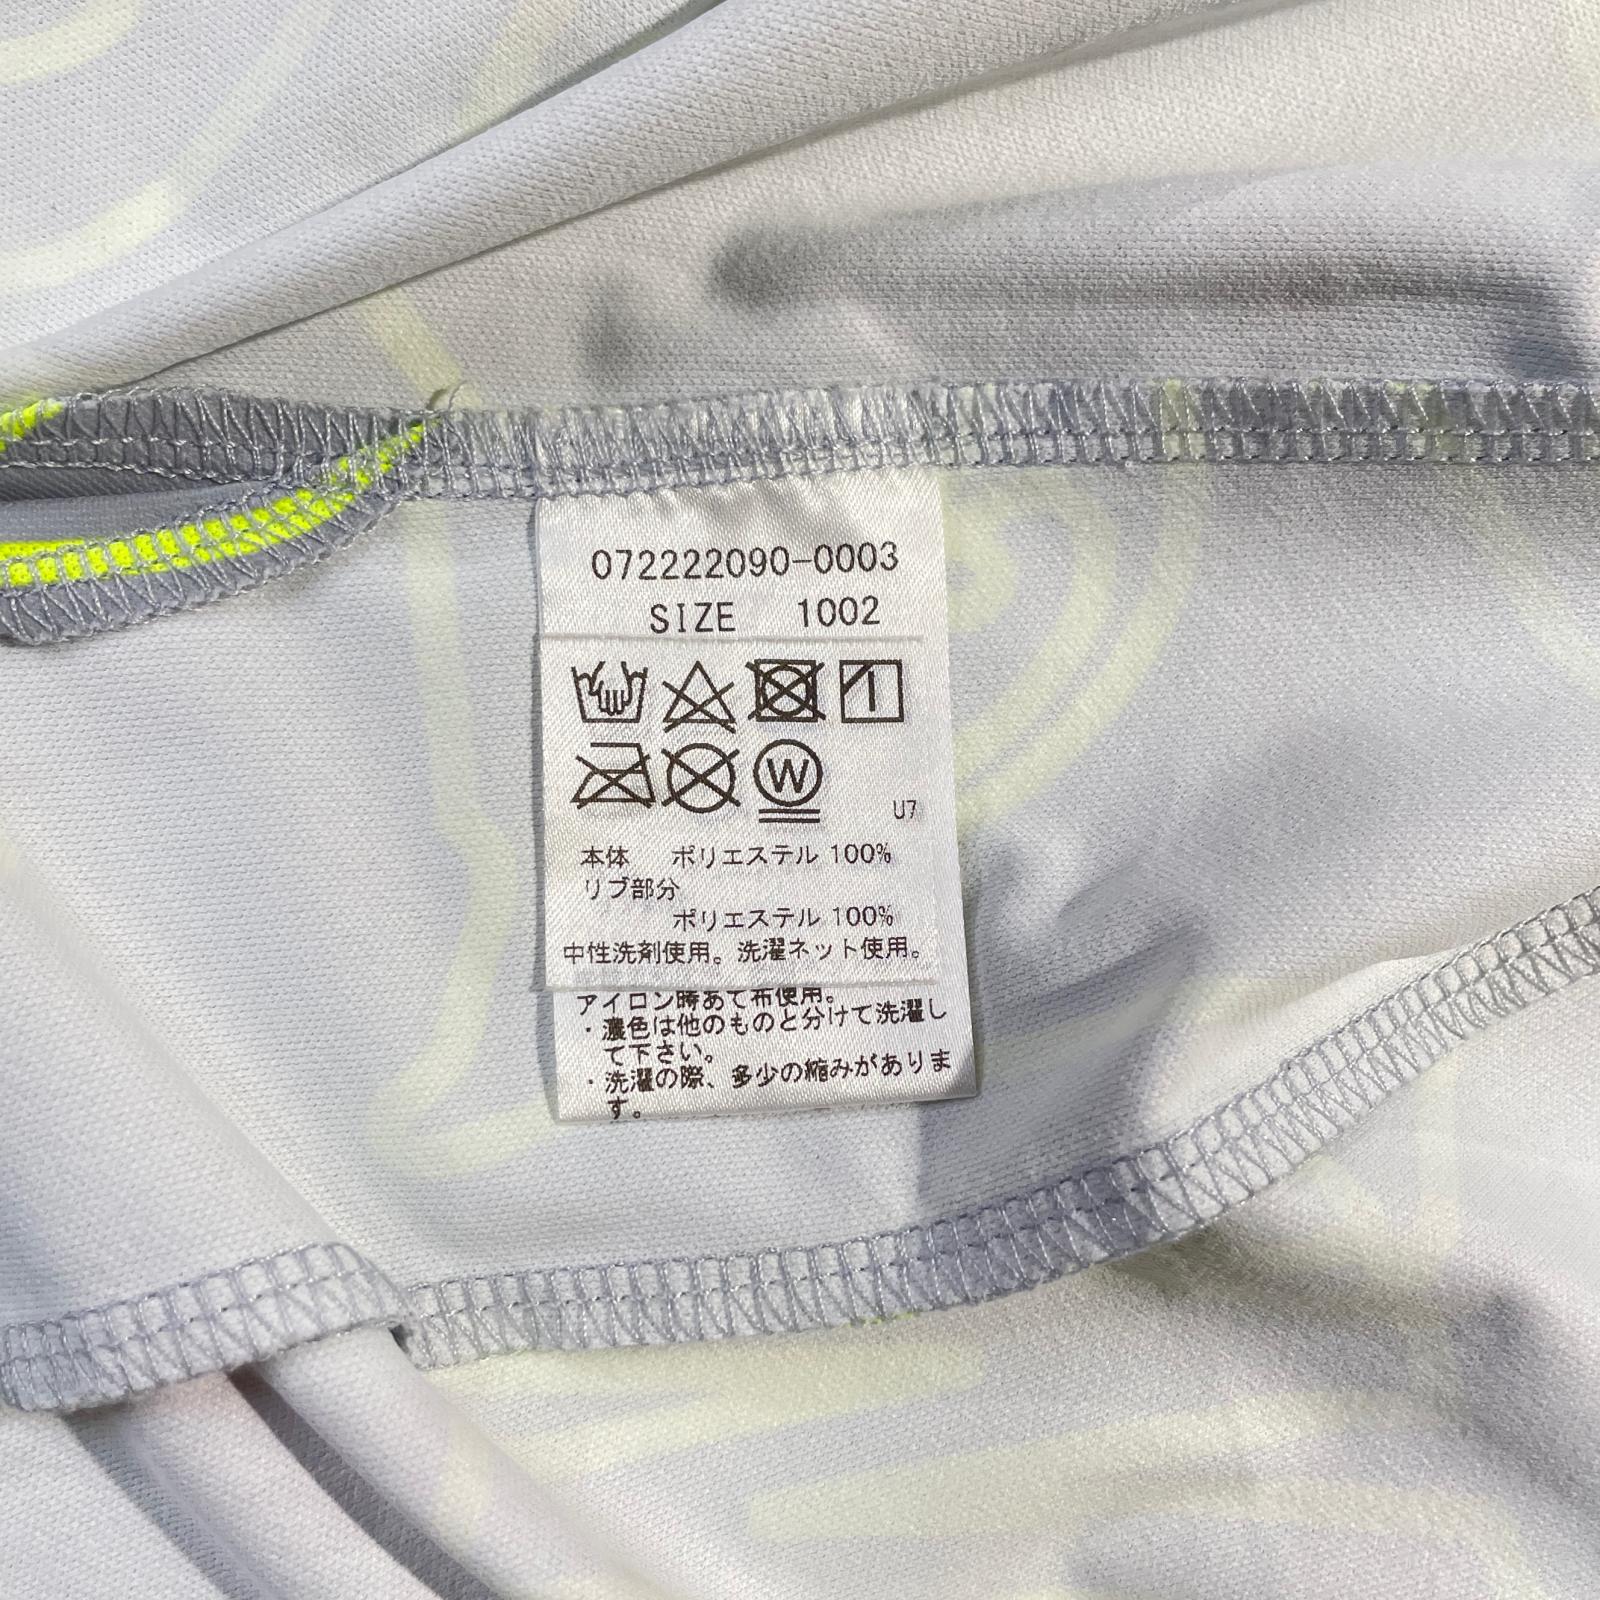 072222090-0003
SIZE 1002
W
U7
本体 ポリエステル 100%
リブ部分
ポリエステル 100%
中性洗剤使用。洗濯ネット使用。
アイロン時あて布使用。
・濃色は他のものと分けて洗濯し
て下さい。
・洗濯の際、多少の縮みがありま
す。